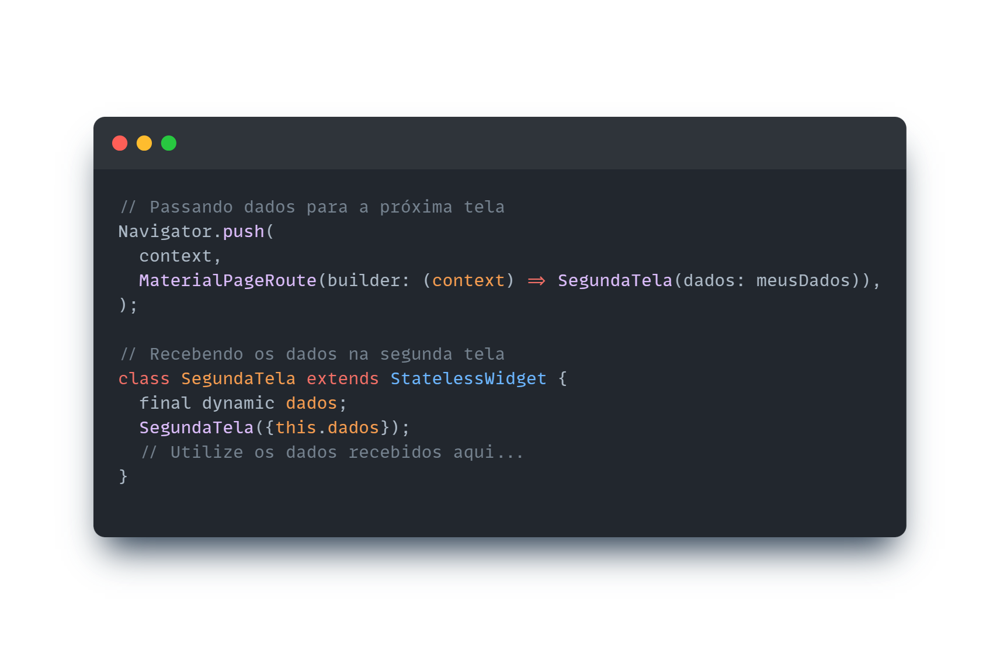 // Passando dados para a próxima tela
Navigator.push(
  context,
  MaterialPageRoute(builder: (context) => SegundaTela(dados: meusDados)),
);

// Recebendo os dados na segunda tela
class SegundaTela extends StatelessWidget {
  final dynamic dados;
  SegundaTela({this.dados});
  // Utilize os dados recebidos aqui...
}